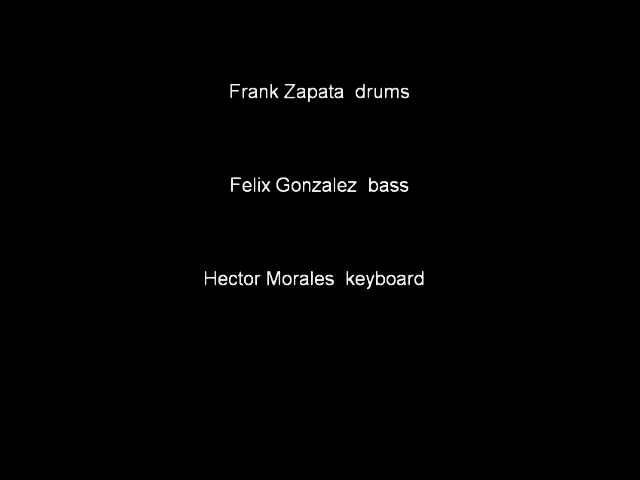 Frank Zapata  drums
Felix Gonzalez  bass
Hector Morales  keyboard